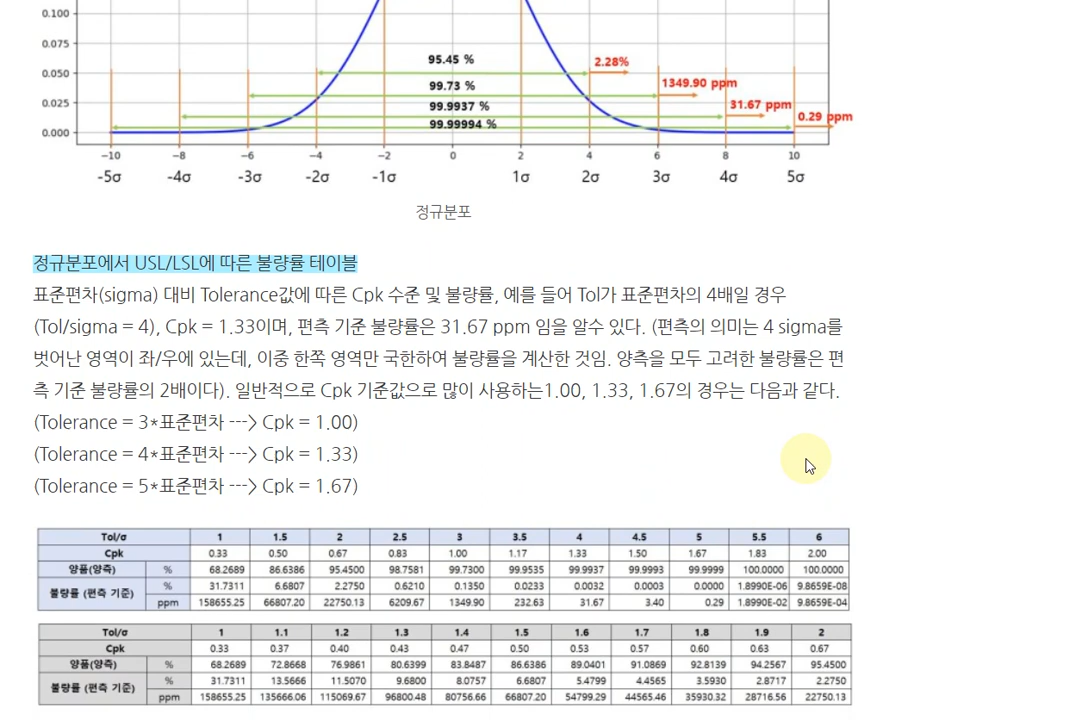 0.100
0.075
0.050
0.025
0.000
95.45 %
2.28%
99.73 %
1349.90 ppm
99.9937 %
31.67 ppm
99.99994 %
0.29 ppm
−10 −8 −6 −4 −2 0 2 4 6 8 10
-5σ -4σ -3σ -2σ -1σ 1σ 2σ 3σ 4σ 5σ
정규분포
정규분포에서 USL/LSL에 따른 불량률 테이블
표준편차(sigma) 대비 Tolerance값에 따른 Cpk 수준 및 불량률, 예를 들어 Tol가 표준편차의 4배일 경우
(Tol/sigma = 4), Cpk = 1.33이며, 편측 기준 불량률은 31.67 ppm 임을 알수 있다. (편측의 의미는 4 sigma를
벗어난 영역이 좌/우에 있는데, 이중 한쪽 영역만 국한하여 불량률을 계산한 것임. 양측을 모두 고려한 불량률은 편
측 기준 불량률의 2배이다). 일반적으로 Cpk 기준값으로 많이 사용하는1.00, 1.33, 1.67의 경우는 다음과 같다.
(Tolerance = 3*표준편차 ---> Cpk = 1.00)
(Tolerance = 4*표준편차 ---> Cpk = 1.33)
(Tolerance = 5*표준편차 ---> Cpk = 1.67)
Tol/σ 1 1.5 2 2.5 3 3.5 4 4.5 5 5.5 6
Cpk 0.33 0.50 0.67 0.83 1.00 1.17 1.33 1.50 1.67 1.83 2.00
양품(양측) % 68.2689 86.6386 95.4500 98.7581 99.7300 99.9535 99.9937 99.9993 99.9999 100.0000 100.0000
불량률 (편측 기준) % 31.7311 6.6807 2.2750 0.6210 0.1350 0.0233 0.0032 0.0003 0.0000 1.8990E-06 9.8659E-08
ppm 158655.25 66807.20 22750.13 6209.67 1349.90 232.63 31.67 3.40 0.29 1.8990E-02 9.8659E-04
Tol/σ 1 1.1 1.2 1.3 1.4 1.5 1.6 1.7 1.8 1.9 2
Cpk 0.33 0.37 0.40 0.43 0.47 0.50 0.53 0.57 0.60 0.63 0.67
양품(양측) % 68.2689 72.8668 76.9861 80.6399 83.8487 86.6386 89.0401 91.0869 92.8139 94.2567 95.4500
불량률 (편측 기준) % 31.7311 13.5666 11.5070 9.6800 8.0757 6.6807 5.4799 4.4565 3.5930 2.8717 2.2750
ppm 158655.25 135666.06 115069.67 96800.48 80756.66 66807.20 54799.29 44565.46 35930.32 28716.56 22750.13